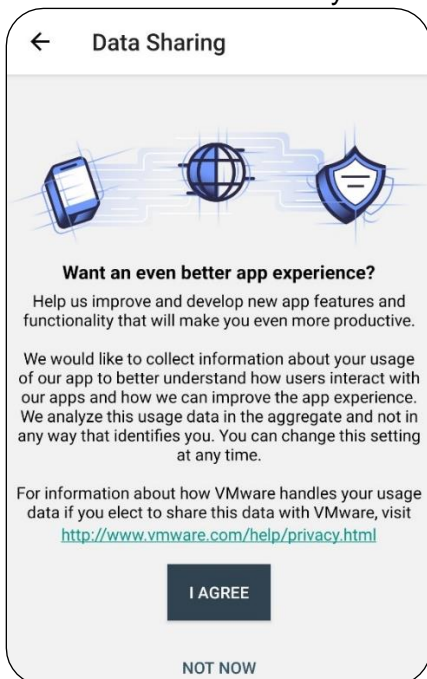 Data Sharing
Want an even better app experience?
Help us improve and develop new app features and
functionality that will make you even more productive.
We would like to collect information about your usage
of our app to better understand how users interact with
our apps and how we can improve the app experience.
We analyze this usage data in the aggregate and not in
any way that identifies you. You can change this setting
at any time.
For information about how VMware handles your usage
data if you elect to share this data with VMware, visit
http://www.vmware.com/help/privacy.html
I AGREE
NOT NOW